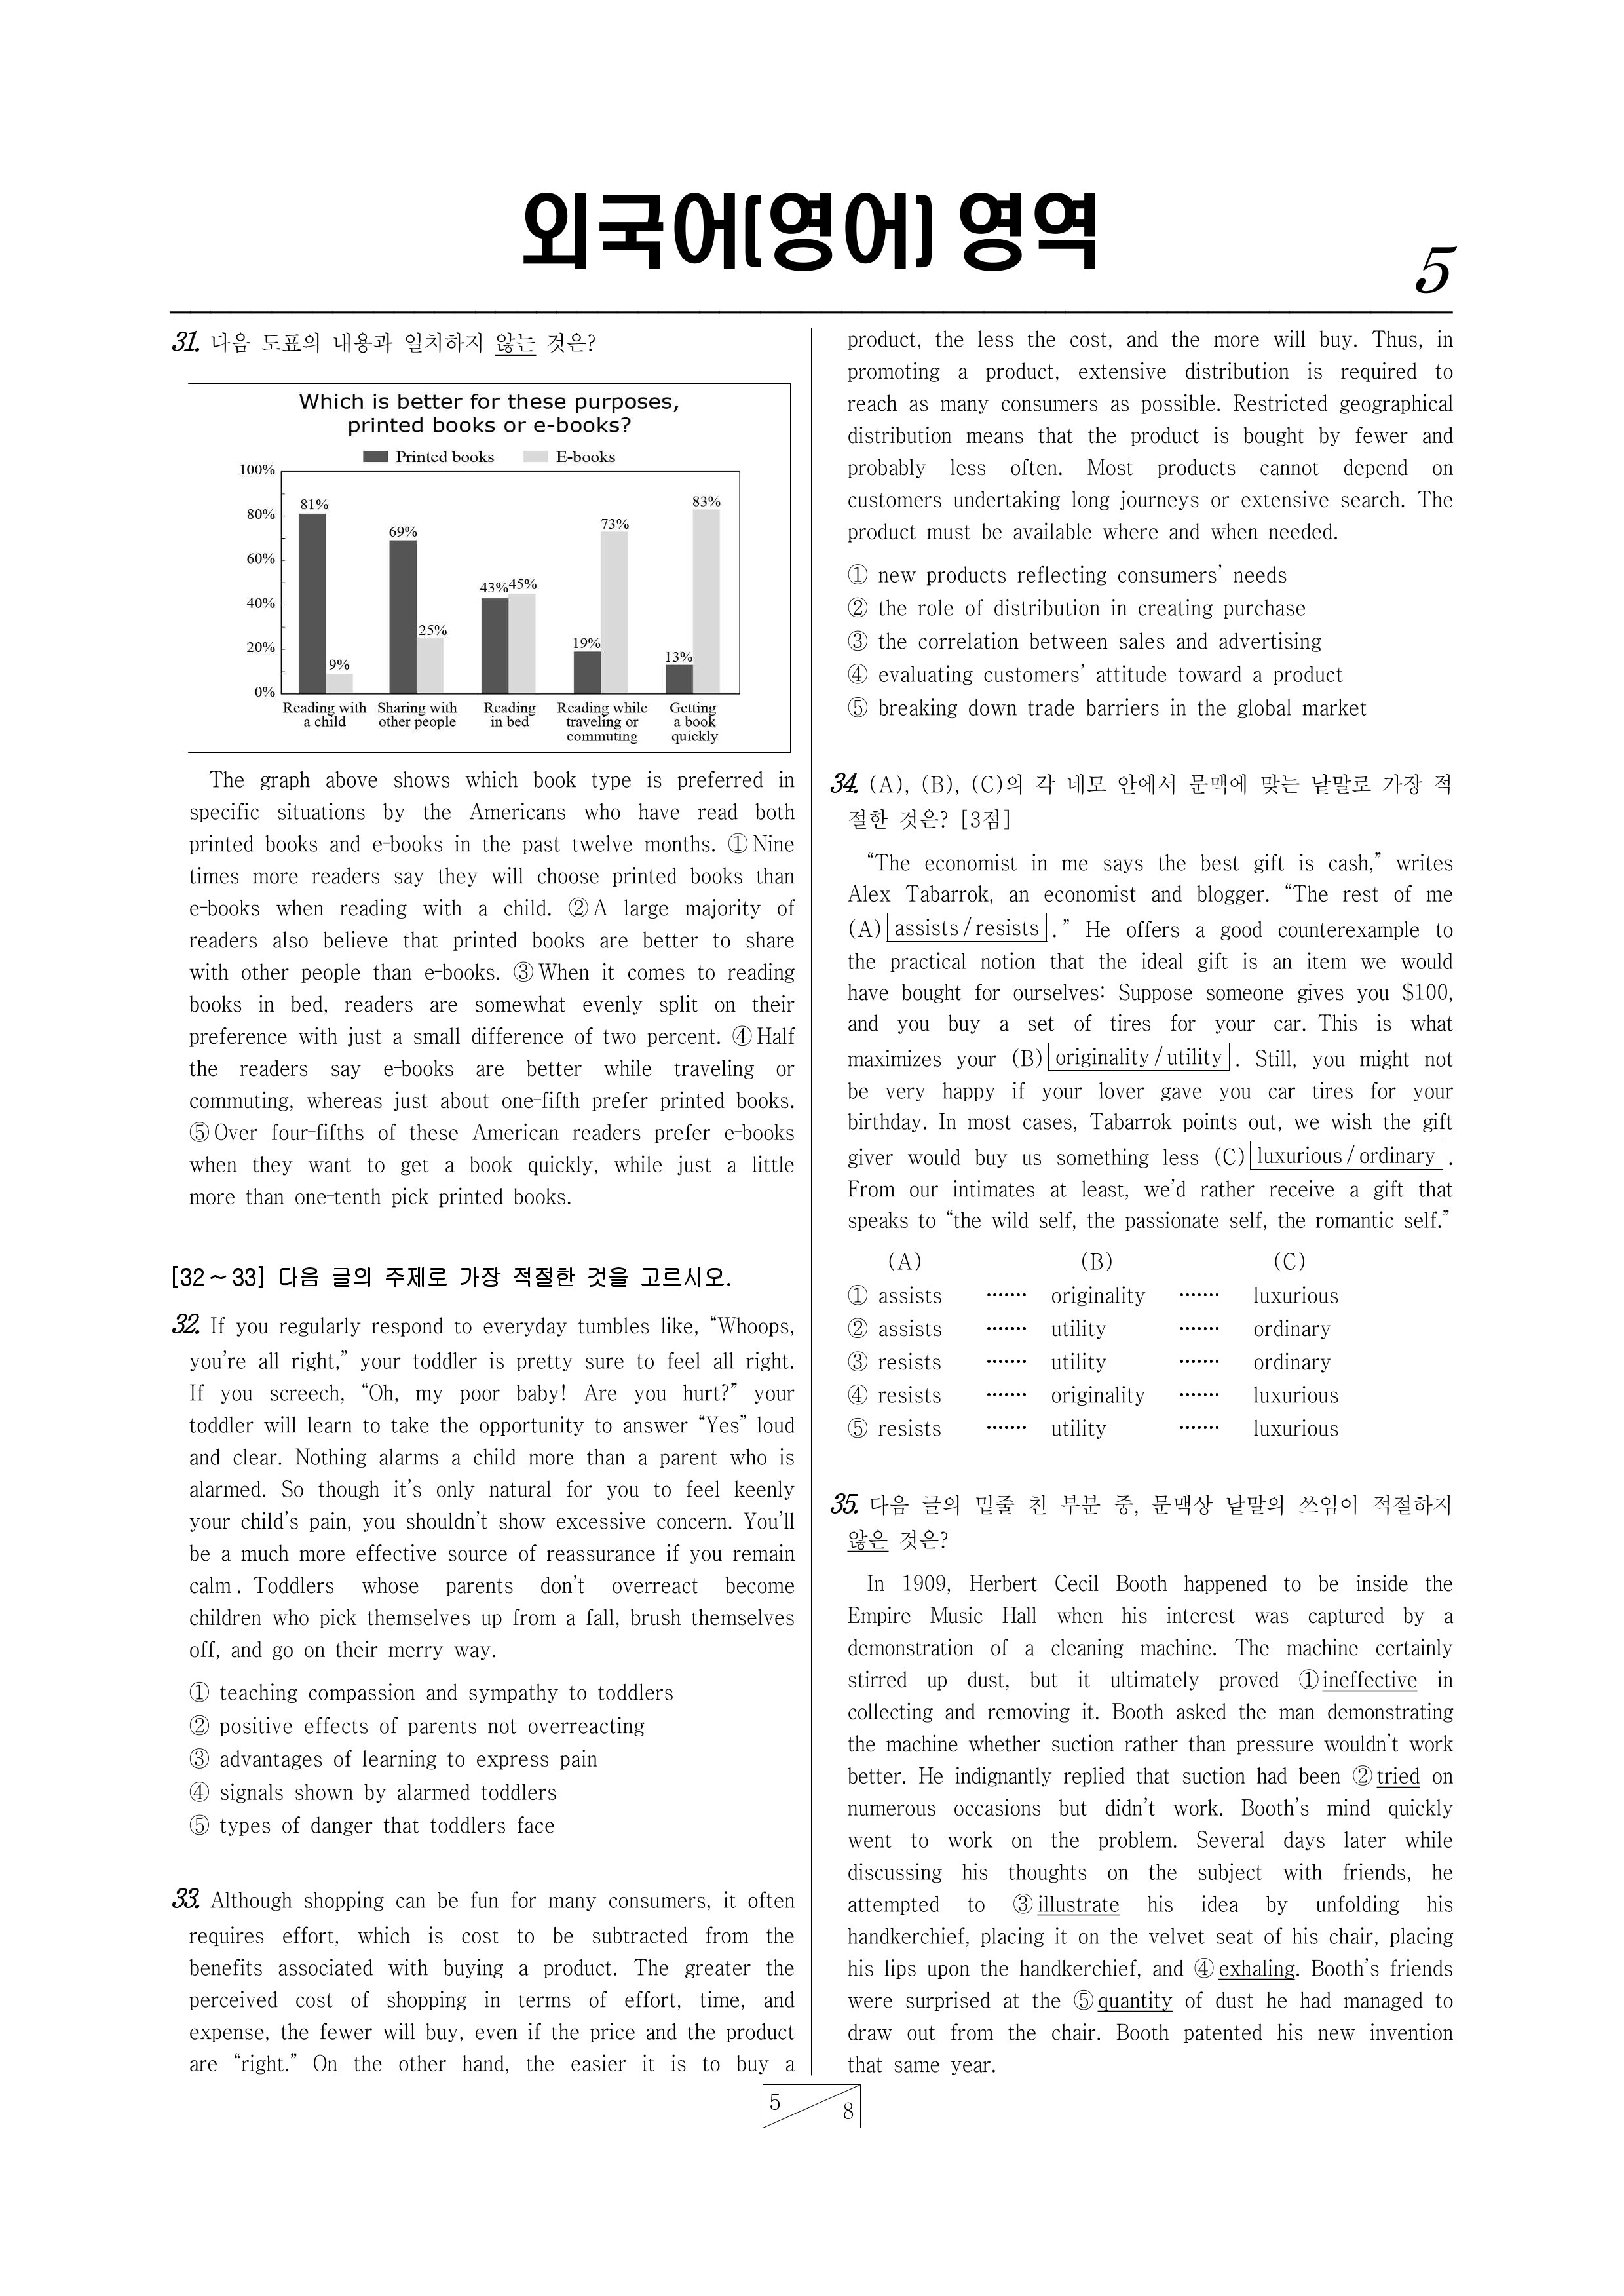 외국어(영어) 영역
5
31. 다음 도표의 내용과 일치하지 않는 것은?
Which is better for these purposes,
printed books or e-books?
Printed books E-books
100%
80%
60%
40%
20%
0%
81% 9%
69% 25%
43% 45%
19% 73%
13% 83%
Reading with a child
Sharing with other people
Reading in bed
Reading while traveling or commuting
Getting a book quickly
The graph above shows which book type is preferred in
specific situations by the Americans who have read both
printed books and e-books in the past twelve months. ① Nine
times more readers say they will choose printed books than
e-books when reading with a child. ② A large majority of
readers also believe that printed books are better to share
with other people than e-books. ③ When it comes to reading
books in bed, readers are somewhat evenly split on their
preference with just a small difference of two percent. ④ Half
the readers say e-books are better while traveling or
commuting, whereas just about one-fifth prefer printed books.
⑤ Over four-fifths of these American readers prefer e-books
when they want to get a book quickly, while just a little
more than one-tenth pick printed books.
[32～33] 다음 글의 주제로 가장 적절한 것을 고르시오.
32. If you regularly respond to everyday tumbles like, “Whoops,
you’re all right,” your toddler is pretty sure to feel all right.
If you screech, “Oh, my poor baby! Are you hurt?” your
toddler will learn to take the opportunity to answer “Yes” loud
and clear. Nothing alarms a child more than a parent who is
alarmed. So though it’s only natural for you to feel keenly
your child’s pain, you shouldn’t show excessive concern. You’ll
be a much more effective source of reassurance if you remain
calm. Toddlers whose parents don’t overreact become
children who pick themselves up from a fall, brush themselves
off, and go on their merry way.
① teaching compassion and sympathy to toddlers
② positive effects of parents not overreacting
③ advantages of learning to express pain
④ signals shown by alarmed toddlers
⑤ types of danger that toddlers face
33. Although shopping can be fun for many consumers, it often
requires effort, which is cost to be subtracted from the
benefits associated with buying a product. The greater the
perceived cost of shopping in terms of effort, time, and
expense, the fewer will buy, even if the price and the product
are “right.” On the other hand, the easier it is to buy a
product, the less the cost, and the more will buy. Thus, in
promoting a product, extensive distribution is required to
reach as many consumers as possible. Restricted geographical
distribution means that the product is bought by fewer and
probably less often. Most products cannot depend on
customers undertaking long journeys or extensive search. The
product must be available where and when needed.
① new products reflecting consumers’ needs
② the role of distribution in creating purchase
③ the correlation between sales and advertising
④ evaluating customers’ attitude toward a product
⑤ breaking down trade barriers in the global market
34. (A), (B), (C)의 각 네모 안에서 문맥에 맞는 낱말로 가장 적
절한 것은? [3점]
“The economist in me says the best gift is cash,” writes
Alex Tabarrok, an economist and blogger. “The rest of me
(A) assists / resists .” He offers a good counterexample to
the practical notion that the ideal gift is an item we would
have bought for ourselves: Suppose someone gives you $100,
and you buy a set of tires for your car. This is what
maximizes your (B) originality / utility . Still, you might not
be very happy if your lover gave you car tires for your
birthday. In most cases, Tabarrok points out, we wish the gift
giver would buy us something less (C) luxurious / ordinary .
From our intimates at least, we’d rather receive a gift that
speaks to “the wild self, the passionate self, the romantic self.”
(A) (B) (C)
① assists ······· originality ······· luxurious
② assists ······· utility ······· ordinary
③ resists ······· utility ······· ordinary
④ resists ······· originality ······· luxurious
⑤ resists ······· utility ······· luxurious
35. 다음 글의 밑줄 친 부분 중, 문맥상 낱말의 쓰임이 적절하지
않은 것은?
In 1909, Herbert Cecil Booth happened to be inside the
Empire Music Hall when his interest was captured by a
demonstration of a cleaning machine. The machine certainly
stirred up dust, but it ultimately proved ① ineffective in
collecting and removing it. Booth asked the man demonstrating
the machine whether suction rather than pressure wouldn’t work
better. He indignantly replied that suction had been ② tried on
numerous occasions but didn’t work. Booth’s mind quickly
went to work on the problem. Several days later while
discussing his thoughts on the subject with friends, he
attempted to ③ illustrate his idea by unfolding his
handkerchief, placing it on the velvet seat of his chair, placing
his lips upon the handkerchief, and ④ exhaling. Booth’s friends
were surprised at the ⑤ quantity of dust he had managed to
draw out from the chair. Booth patented his new invention
that same year.
5
8